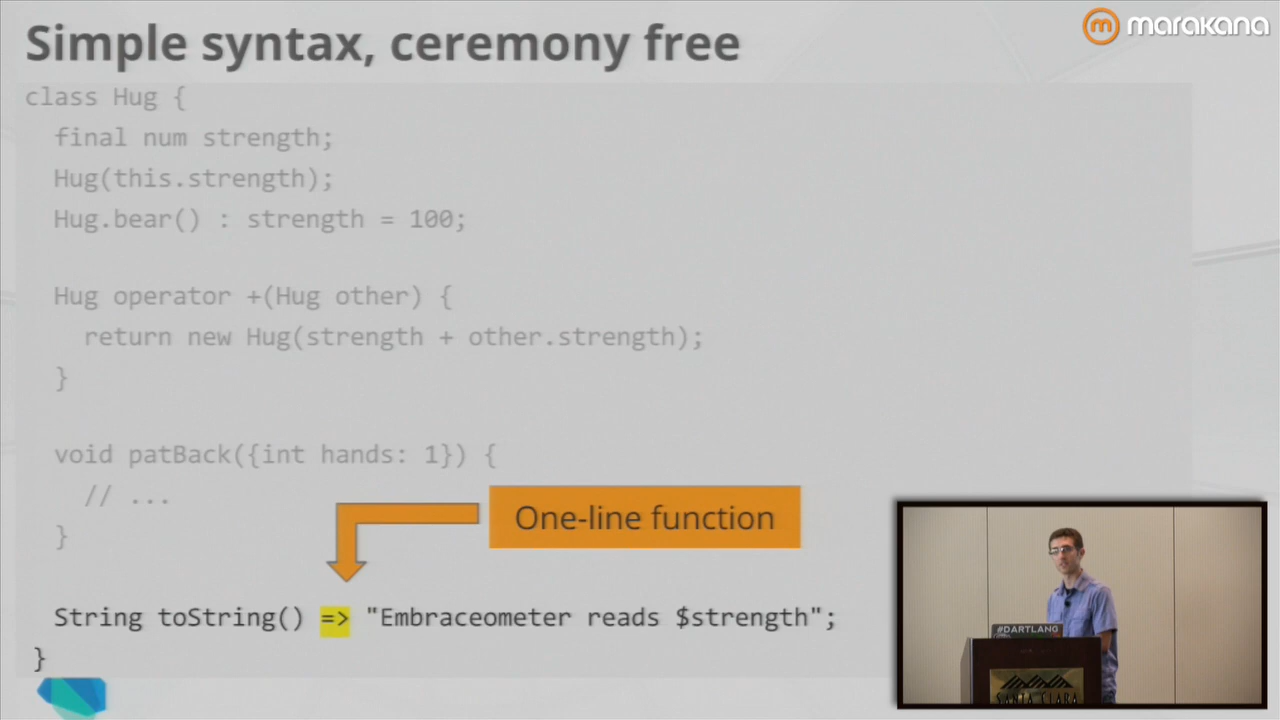 Simple syntax, ceremony free
marakana
class Hug {
final num strength;
Hug(this.strength);
Hug.bear() : strength = 100;
Hug operator +(Hug other) {
return new Hug(strength + other.strength);
}
void patBack({int hands: 1}) {
// ...
}
One-line function
String toString() => "Embraceometer reads $strength";
}
#DARTLANG
SANTA CLARA